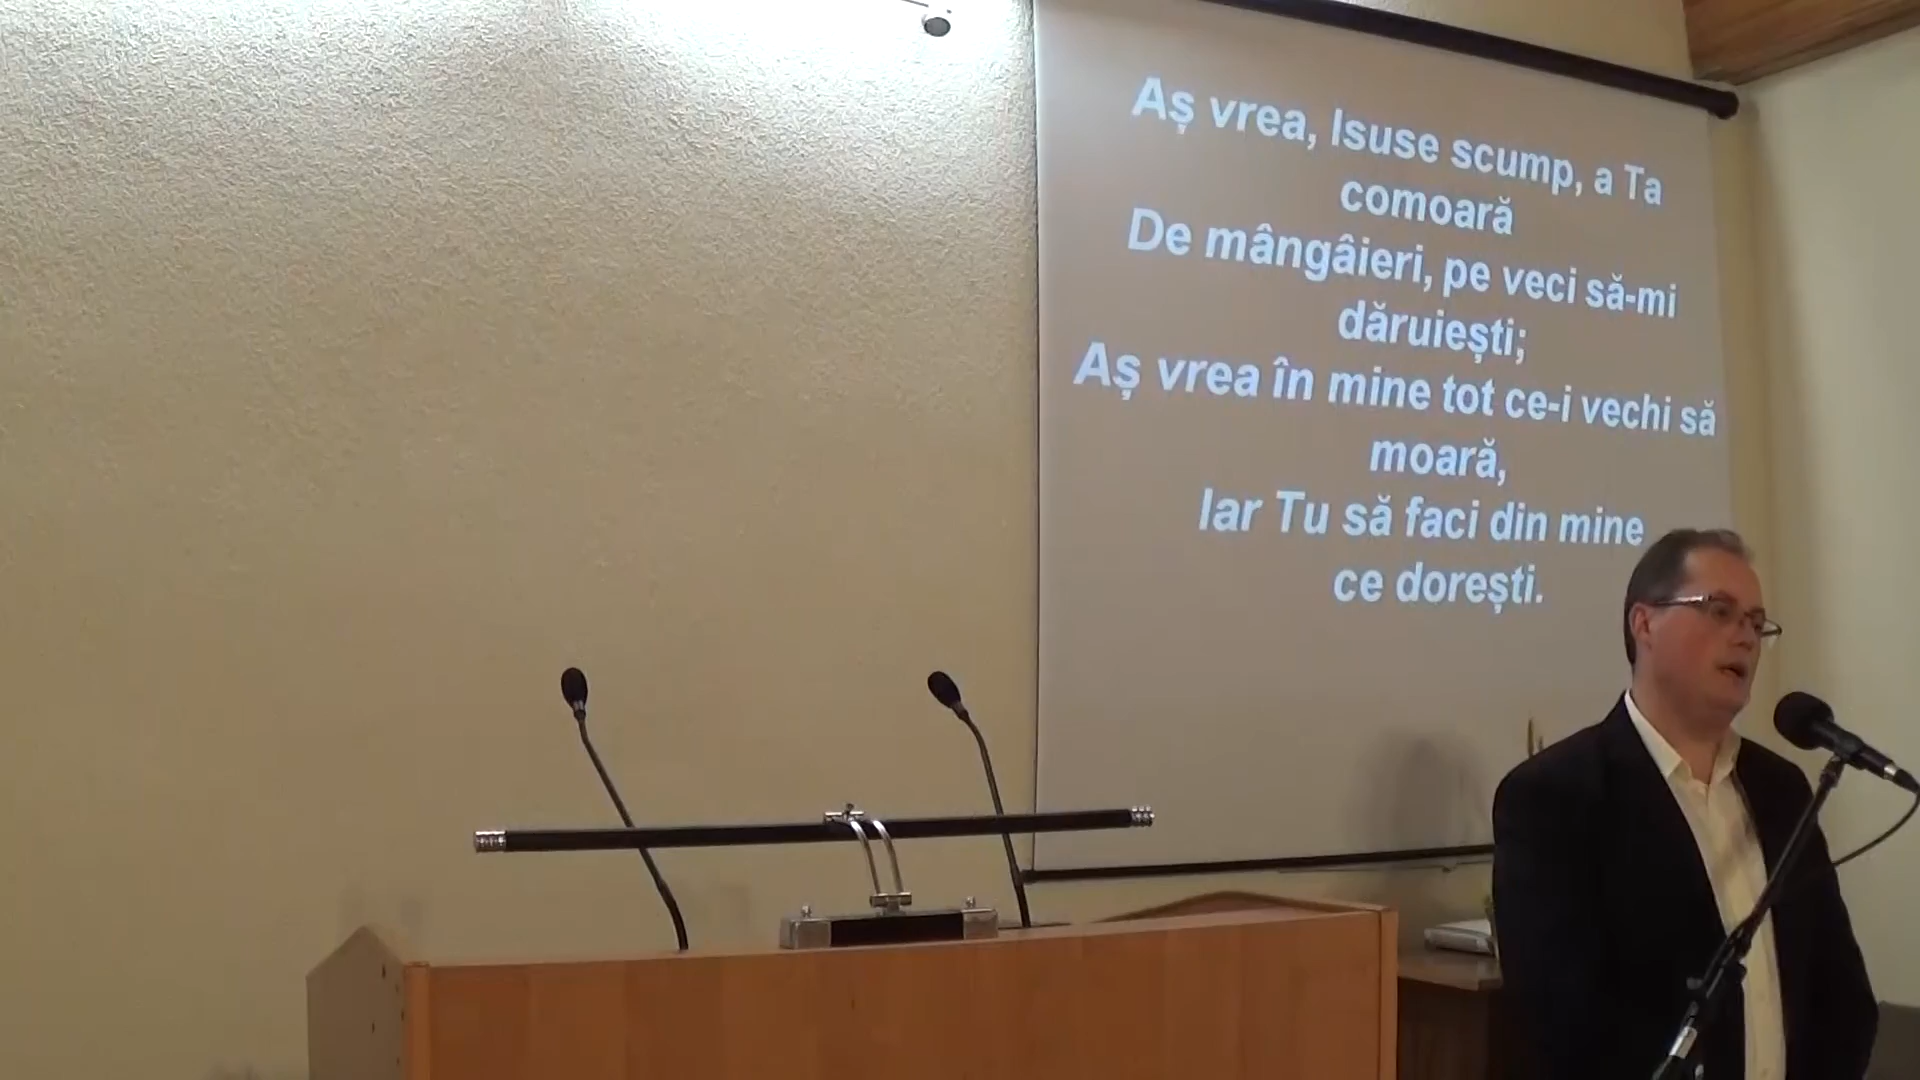 Aș vrea, Isuse scump, a Ta
comoară
De mângâieri, pe veci să-mi
dăruiești;
Aș vrea în mine tot ce-i vechi să
moară,
Iar Tu să faci din mine
ce dorești.